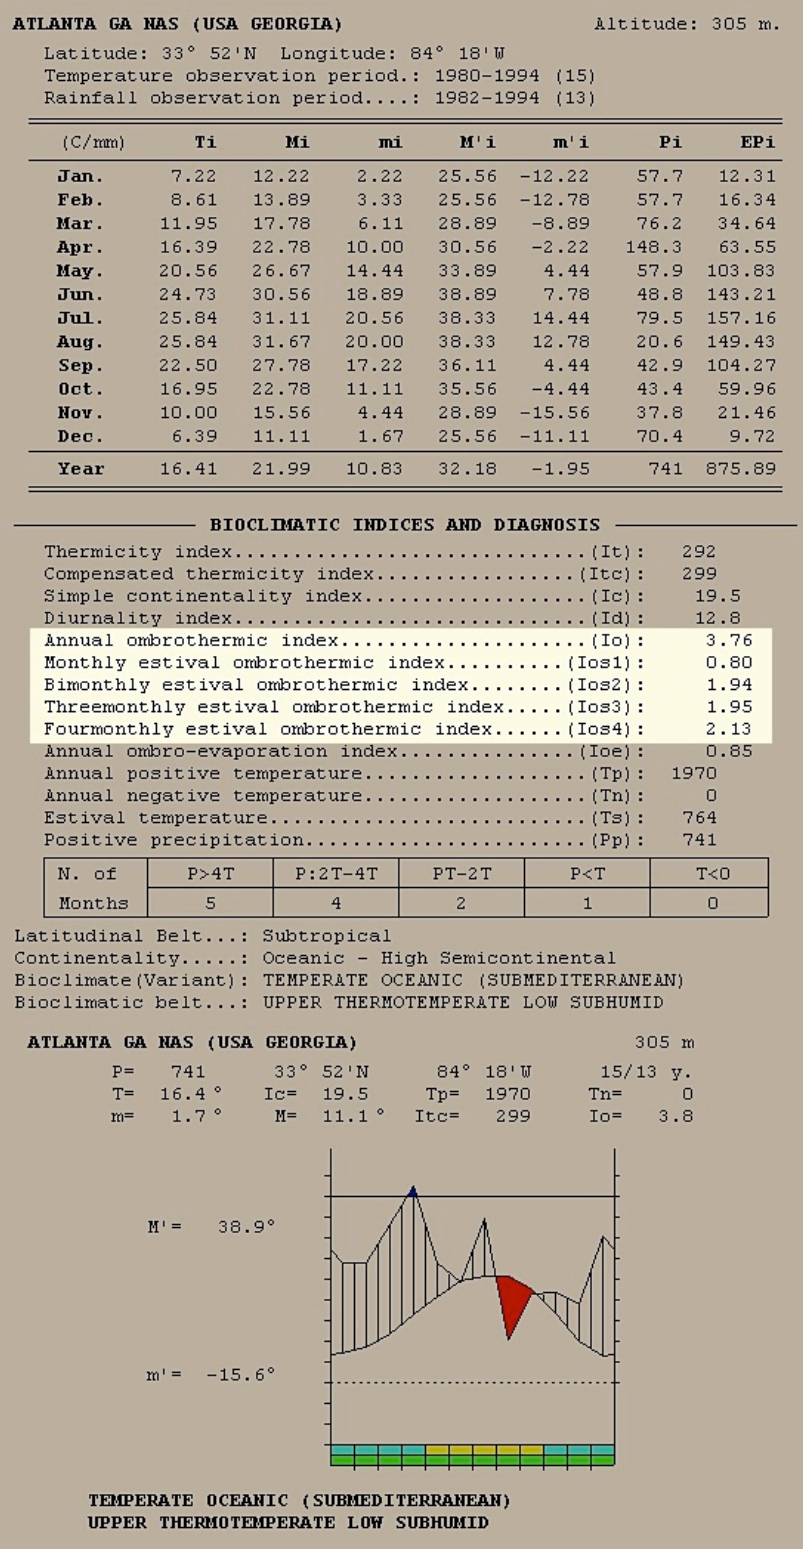 ATLANTA GA NAS (USA GEORGIA) Altitude: 305 m.
Latitude: 33° 52'N Longitude: 84° 18'W
Temperature observation period.: 1980-1994 (15)
Rainfall observation period....: 1982-1994 (13)
(C/mm) Ti Mi mi M'i m'i Pi EPi
Jan. 7.22 12.22 2.22 25.56 -12.22 57.7 12.31
Feb. 8.61 13.89 3.33 25.56 -12.78 57.7 16.34
Mar. 11.95 17.78 6.11 28.89 -8.89 76.2 34.64
Apr. 16.39 22.78 10.00 30.56 -2.22 148.3 63.55
May. 20.56 26.67 14.44 33.89 4.44 57.9 103.83
Jun. 24.73 30.56 18.89 38.89 7.78 48.8 143.21
Jul. 25.84 31.11 20.56 38.33 14.44 79.5 157.16
Aug. 25.84 31.67 20.00 38.33 12.78 20.6 149.43
Sep. 22.50 27.78 17.22 36.11 4.44 42.9 104.27
Oct. 16.95 22.78 11.11 35.56 -4.44 43.4 59.96
Nov. 10.00 15.56 4.44 28.89 -15.56 37.8 21.46
Dec. 6.39 11.11 1.67 25.56 -11.11 70.4 9.72
Year 16.41 21.99 10.83 32.18 -1.95 741 875.89
BIOCLIMATIC INDICES AND DIAGNOSIS
Thermicity index..............................(It): 292
Compensated thermicity index.................(Itc): 299
Simple continentality index...................(Ic): 19.5
Diurnality index..............................(Id): 12.8
Annual ombrothermic index.....................(Io): 3.76
Monthly estival ombrothermic index..........(Ios1): 0.80
Bimonthly estival ombrothermic index........(Ios2): 1.94
Threemonthly estival ombrothermic index.....(Ios3): 1.95
Fourmonthly estival ombrothermic index......(Ios4): 2.13
Annual ombro-evaporation index...............(Ioe): 0.85
Annual positive temperature...................(Tp): 1970
Annual negative temperature...................(Tn): 0
Estival temperature...........................(Ts): 764
Positive precipitation........................(Pp): 741
N. of P>4T P:2T-4T PT-2T P<T T<0
Months 5 4 2 1 0
Latitudinal Belt...: Subtropical
Continentality.....: Oceanic - High Semicontinental
Bioclimate(Variant): TEMPERATE OCEANIC (SUBMEDITERRANEAN)
Bioclimatic belt...: UPPER THERMOTEMPERATE LOW SUBHUMID
ATLANTA GA NAS (USA GEORGIA) 305 m
P= 741 33° 52'N 84° 18'W 15/13 y.
T= 16.4° Ic= 19.5 Tp= 1970 Tn= 0
m= 1.7° M= 11.1° Itc= 299 Io= 3.8
M'= 38.9°
m'= -15.6°
TEMPERATE OCEANIC (SUBMEDITERRANEAN)
UPPER THERMOTEMPERATE LOW SUBHUMID